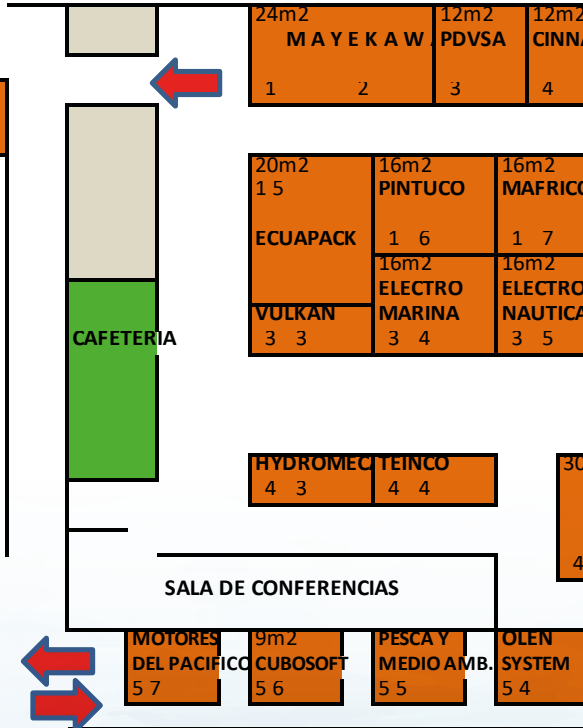 24m2 12m2 12m2
M A Y E K A W PDVSA
1 2 3 4
20m2 16m2 16m2
1 5 PINTUCO
ECUAPACK 1 6 1 7
16m2 16m2
ELECTRO ELECTRO
VULKAN MARINA NAUTICA
3 3 3 4 3 5
CAFETERIA
HYDROMEC TEINCO 30
4 3 4 4
4
SALA DE CONFERENCIAS
MOTORES 9m2 PESCA Y OLEN
DEL PACIFICO CUBOSOFT MEDIO AMB. SYSTEM
5 7 5 6 5 5 5 4